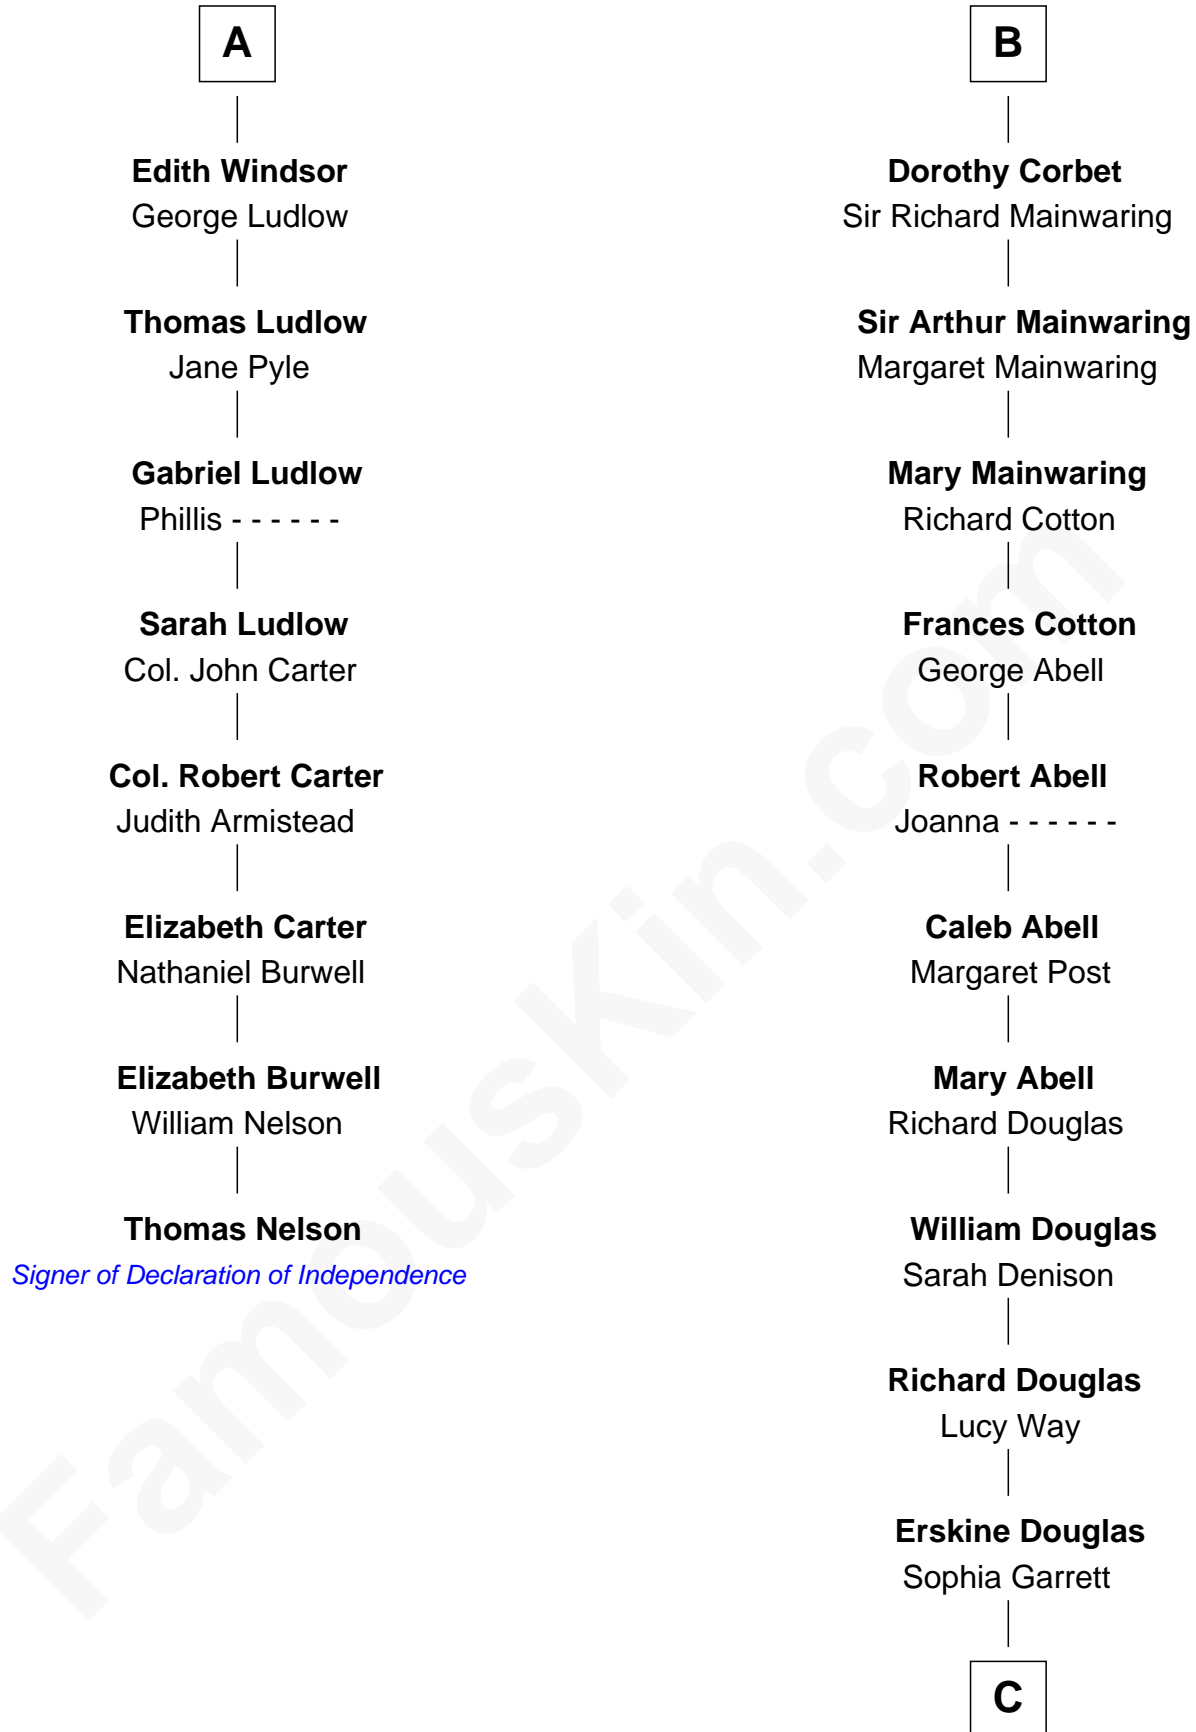 A
Edith Windsor
George Ludlow
Thomas Ludlow
Jane Pyle
Gabriel Ludlow
Phillis - - - - - -
Sarah Ludlow
Col. John Carter
Col. Robert Carter
Judith Armistead
Elizabeth Carter
Nathaniel Burwell
Elizabeth Burwell
William Nelson
Thomas Nelson
Signer of Declaration of Independence
B
Dorothy Corbet
Sir Richard Mainwaring
Sir Arthur Mainwaring
Margaret Mainwaring
Mary Mainwaring
Richard Cotton
Frances Cotton
George Abell
Robert Abell
Joanna - - - - - -
Caleb Abell
Margaret Post
Mary Abell
Richard Douglas
William Douglas
Sarah Denison
Richard Douglas
Lucy Way
Erskine Douglas
Sophia Garrett
C
FamousKin.com